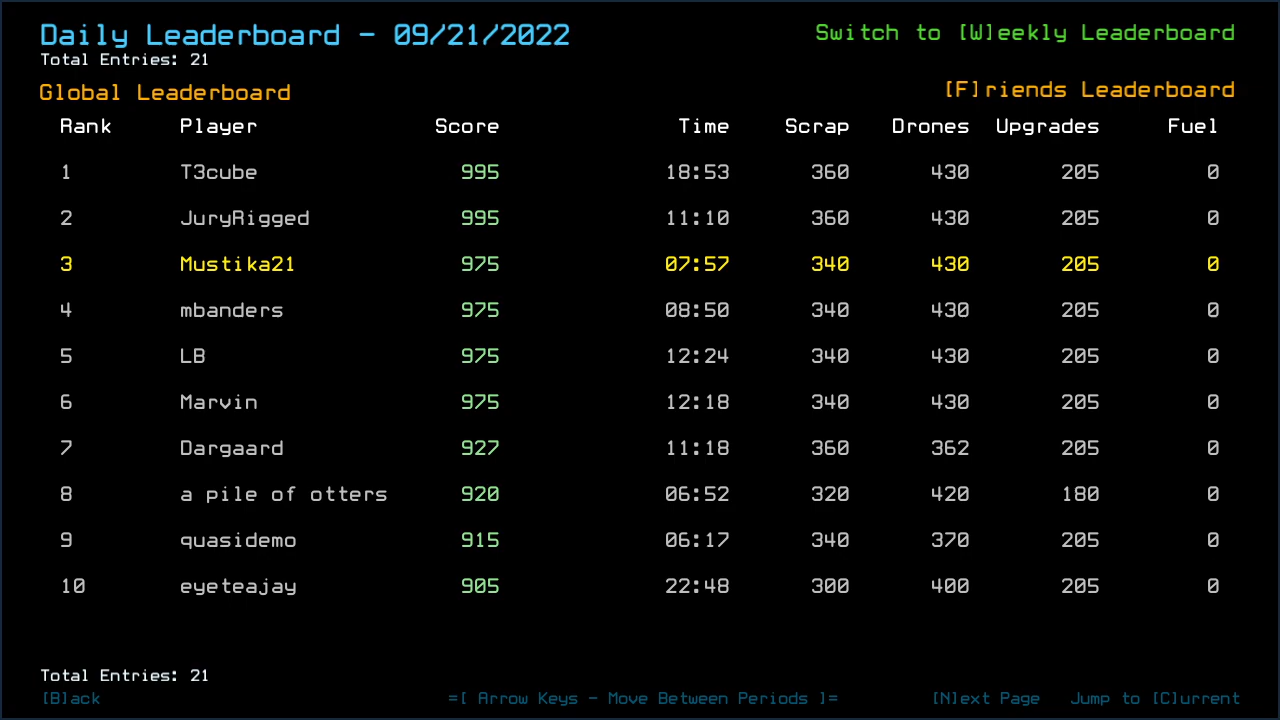 Daily Leaderboard - 09/21/2022 Switch to [W]eekly Leaderboard
Total Entries: 21
Global Leaderboard [F]riends Leaderboard
Rank Player Score Time Scrap Drones Upgrades Fuel
1 T3cube 995 18:53 360 430 205 0
2 JuryRigged 995 11:10 360 430 205 0
3 Mustika21 975 07:57 340 430 205 0
4 mbanders 975 08:50 340 430 205 0
5 LB 975 12:24 340 430 205 0
6 Marvin 975 12:18 340 430 205 0
7 Dargaard 927 11:18 360 362 205 0
8 a pile of otters 920 06:52 320 420 180 0
9 quasidemo 915 06:17 340 370 205 0
10 eyeteajay 905 22:48 300 400 205 0
Total Entries: 21
[B]ack =[ Arrow Keys - Move Between Periods ]= [N]ext Page Jump to [C]urrent